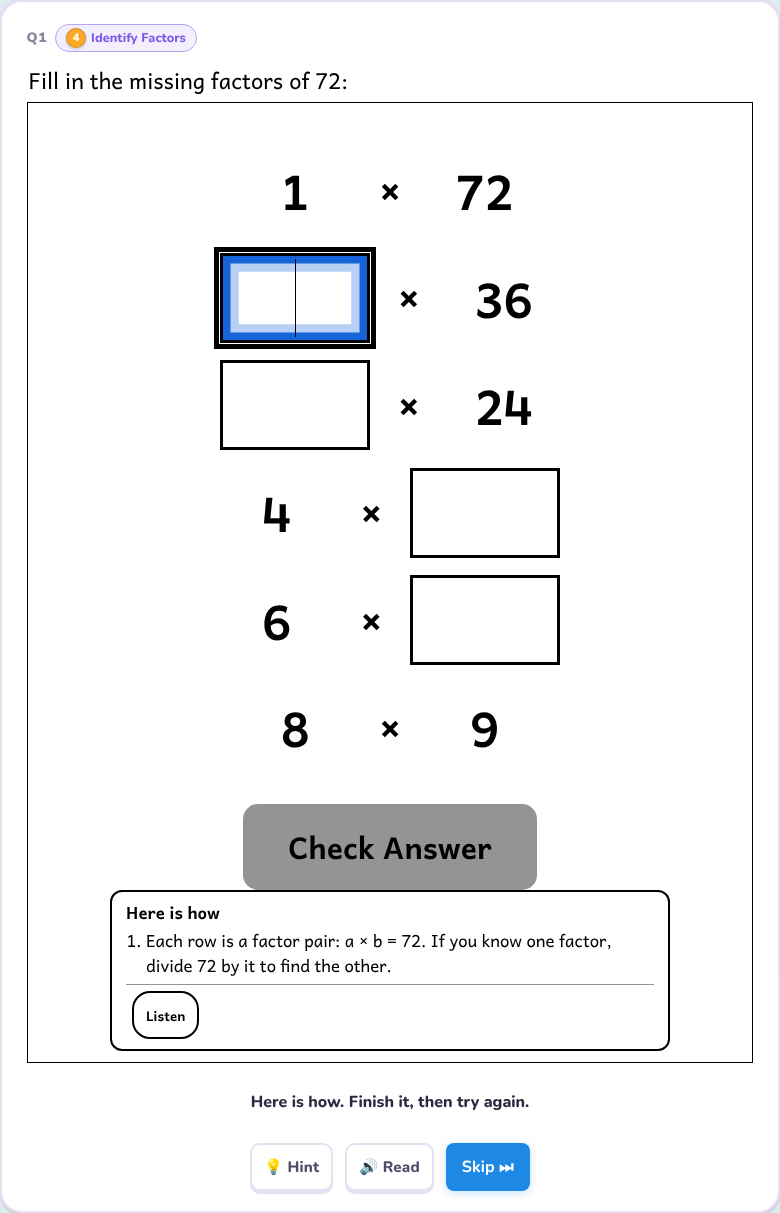 Q1 4 Identify Factors
Fill in the missing factors of 72:
1 × 72
× 36
× 24
4 ×
6 ×
8 × 9
Check Answer
Here is how
1. Each row is a factor pair: a × b = 72. If you know one factor,
divide 72 by it to find the other.
Listen
Here is how. Finish it, then try again.
💡 Hint 🔊 Read Skip ⏭